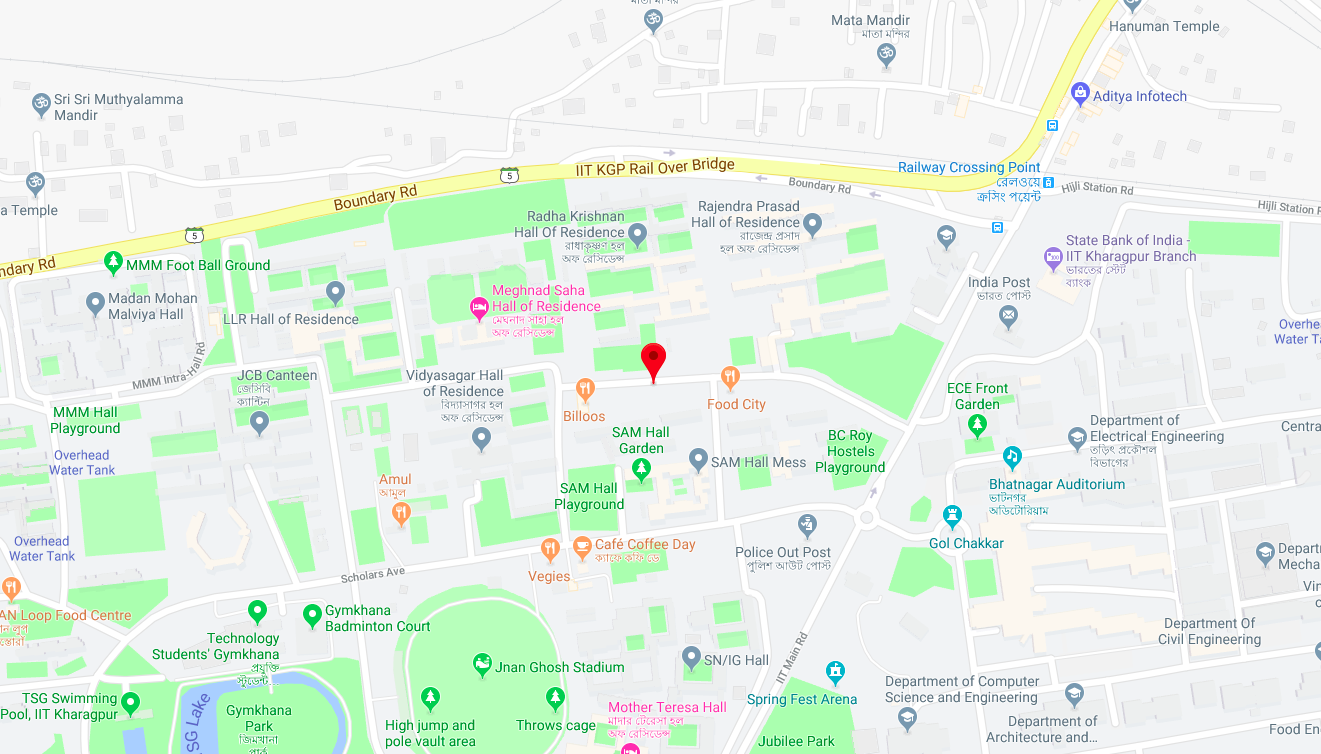 মাতা মন্দির
Mata Mandir
মাতা মন্দির
Hanuman Temple
Sri Sri Muthyalamma
Mandir
Aditya Infotech
IIT KGP Rail Over Bridge
Railway Crossing Point
রেলওয়ে
ক্রসিং পয়েন্ট
Boundary Rd
Hijli Station Rd
Hijli Station R
5
Boundary Rd
a Temple
Radha Krishnan
Hall Of Residence
রাধাকৃষ্ণণ হল
অফ রেসিডেন্স
Rajendra Prasad
Hall of Residence
রাজেন্দ্র প্রসাদ
হল অফ রেসিডেন্স
5
State Bank of India -
IIT Kharagpur Branch
ভারতের স্টেট
ব্যাংক
ndary Rd
MMM Foot Ball Ground
India Post
ভারত পোস্ট
Madan Mohan
Malviya Hall
LLR Hall of Residence
Meghnad Saha
Hall of Residence
মেঘনাদ সাহা হল
অফ রেসিডেন্স
Overhe
Water T
MMM Intra-Hall Rd
JCB Canteen
জেসিবি
ক্যান্টিন
Vidyasagar Hall
of Residence
বিদ্যাসাগর হল
অফ রেসিডেন্স
Billoos
Food City
ECE Front
Garden
MMM Hall
Playground
Overhead
Water Tank
SAM Hall
Garden
SAM Hall Mess
BC Roy
Hostels
Playground
Department of
Electrical Engineering
তড়িৎ প্রকৌশল
বিভাগের
Centra
Amul
আমুল
SAM Hall
Playground
Bhatnagar Auditorium
ভাটনগর
অডিটোরিয়াম
Overhead
Water Tank
Café Coffee Day
ক্যাফে কফি ডে
Vegies
Police Out Post
পুলিশ আউট পোস্ট
Gol Chakkar
Depart
Mecha
Scholars Ave
AN Loop Food Centre
ান লুপ
Gymkhana
Badminton Court
Technology
Students' Gymkhana
প্রযুক্তি
স্টুডেন্ট...
Department Of
Civil Engineering
Vin
Jnan Ghosh Stadium
SN/IG Hall
IIT Main Rd
Spring Fest Arena
Department of Computer
Science and Engineering
TSG Swimming
Pool, IIT Kharagpur
SG Lake
Gymkhana
Park
জিমখানা
পার্ক
High jump and
pole vault area
Throws cage
Mother Teresa Hall
মাদার টেরেসা হল
অফ রেসিডেন্স
Jubilee Park
Department of
Architecture and...
Food En